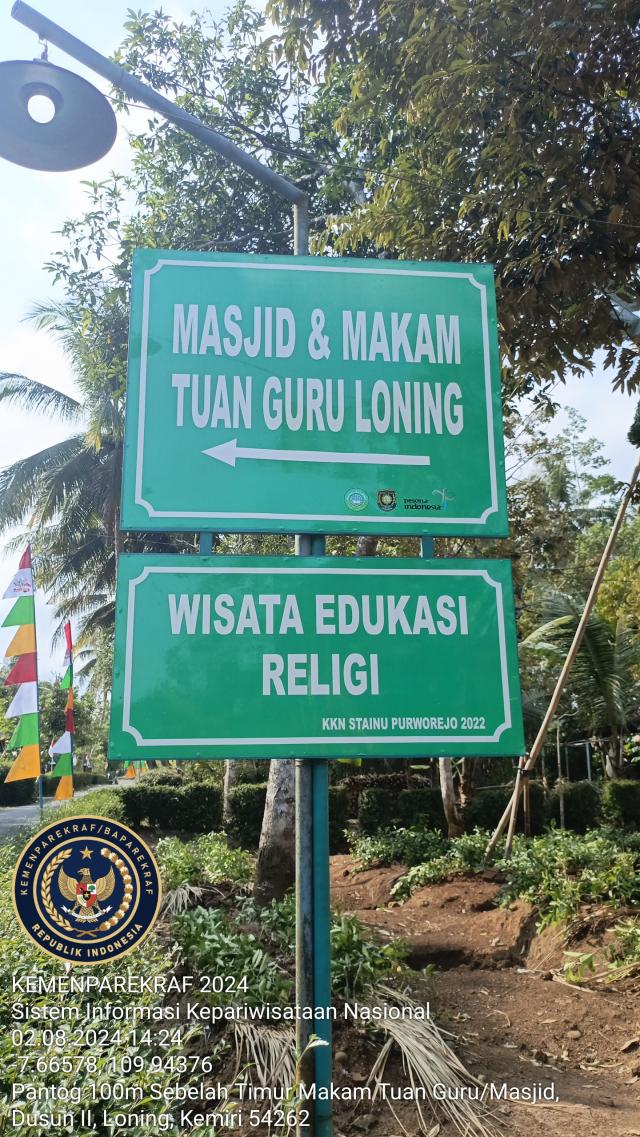 MASJID & MAKAM
TUAN GURU LONING
pesona
indonesia
WISATA EDUKASI
RELIGI
KKN STAINU PURWOREJO 2022
KEMENPAREKRAF/BAPAREKRAF
REPUBLIK INDONESIA
KEMENPAREKRAF 2024
Sistem Informasi Kepariwisataan Nasional
02.08.2024 14:24
-7.66578, 109.94376
Pantog 100m Sebelah Timur Makam Tuan Guru/Masjid,
Dusun II, Loning, Kemiri 54262